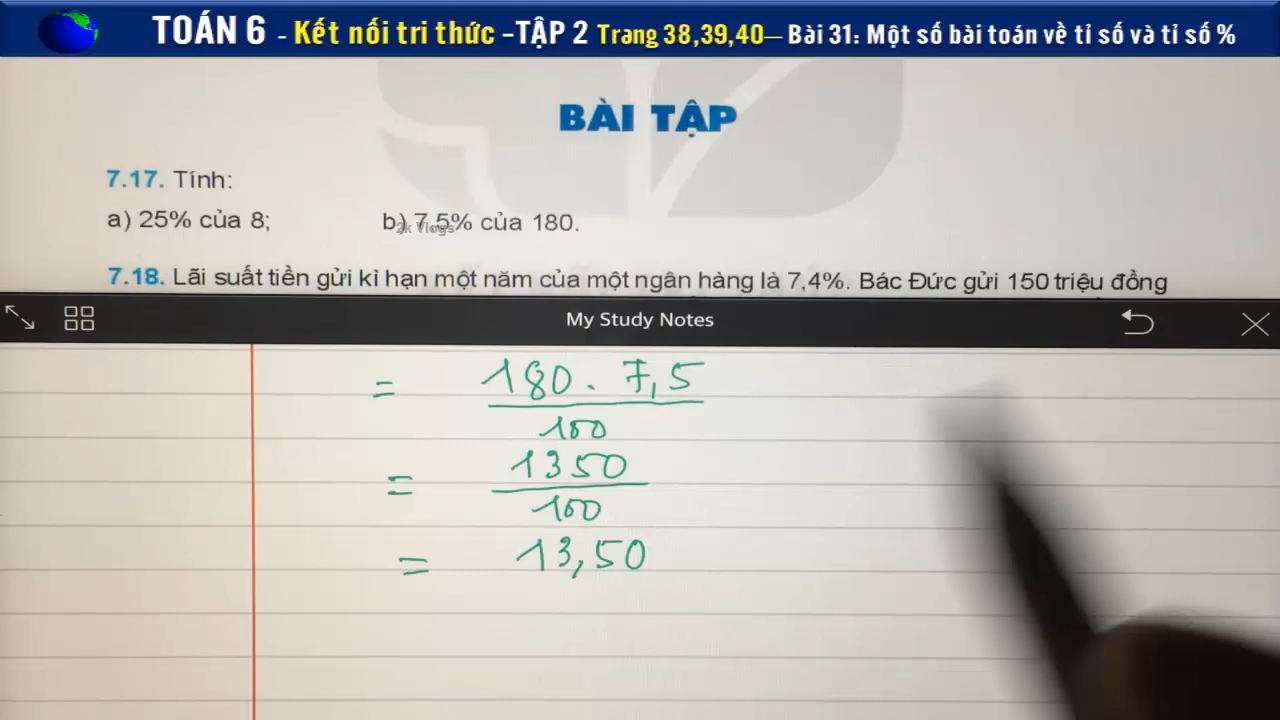 TOÁN 6 - Kết nối tri thức -TẬP 2 Trang 38,39,40— Bài 31: Một số bài toán về tỉ số và tỉ số %
BÀI TẬP
7.17. Tính:
a) 25% của 8; b) 7,5% của 180.
2k Vlogs
7.18. Lãi suất tiền gửi kì hạn một năm của một ngân hàng là 7,4%. Bác Đức gửi 150 triệu đồng
My Study Notes
= 180 . 7,5
100
= 1350
100
= 13,50